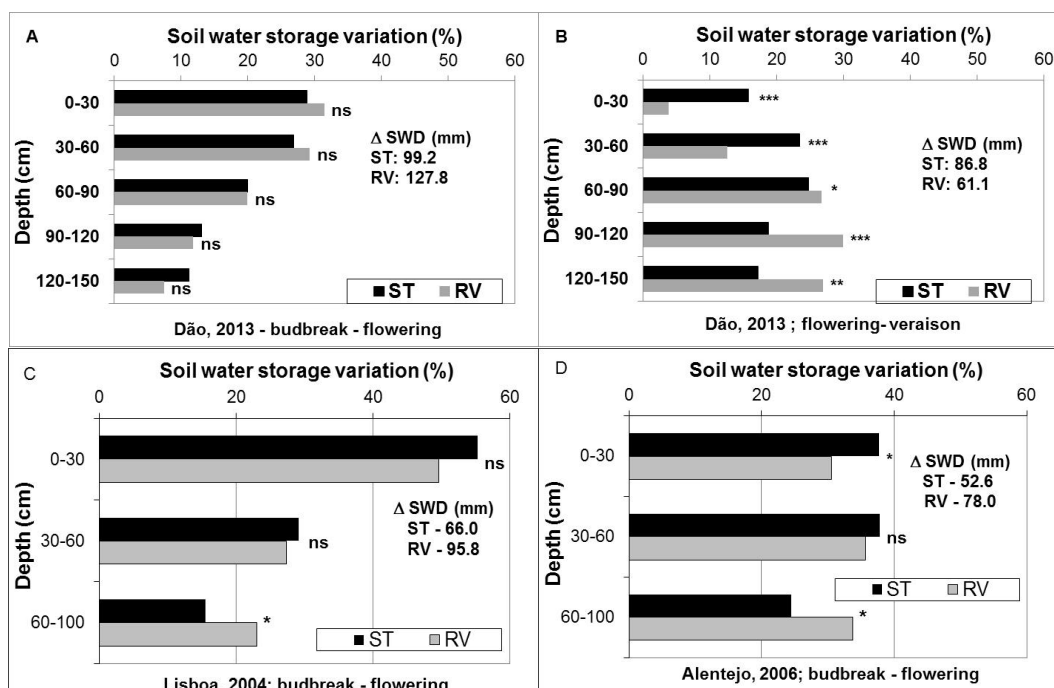 A
Soil water storage variation (%)
0 10 20 30 40 50 60
Depth (cm)
0-30
ns
30-60
ns
60-90
ns
90-120
ns
120-150
ns
Δ SWD (mm)
ST: 99.2
RV: 127.8
ST RV
Dão, 2013 - budbreak - flowering
B
Soil water storage variation (%)
0 10 20 30 40 50 60
Depth (cm)
0-30
***
30-60
***
60-90
*
90-120
***
120-150
**
Δ SWD (mm)
ST: 86.8
RV: 61.1
ST RV
Dão, 2013 ; flowering- veraison
C
Soil water storage variation (%)
0 20 40 60
Depth (cm)
0-30
ns
30-60
ns
60-100
*
Δ SWD (mm)
ST - 66.0
RV - 95.8
ST RV
Lisboa, 2004; budbreak - flowering
D
Soil water storage variation (%)
0 20 40 60
Depth (cm)
0-30
*
30-60
ns
60-100
*
Δ SWD (mm)
ST - 52.6
RV - 78.0
ST RV
Alentejo, 2006; budbreak - flowering